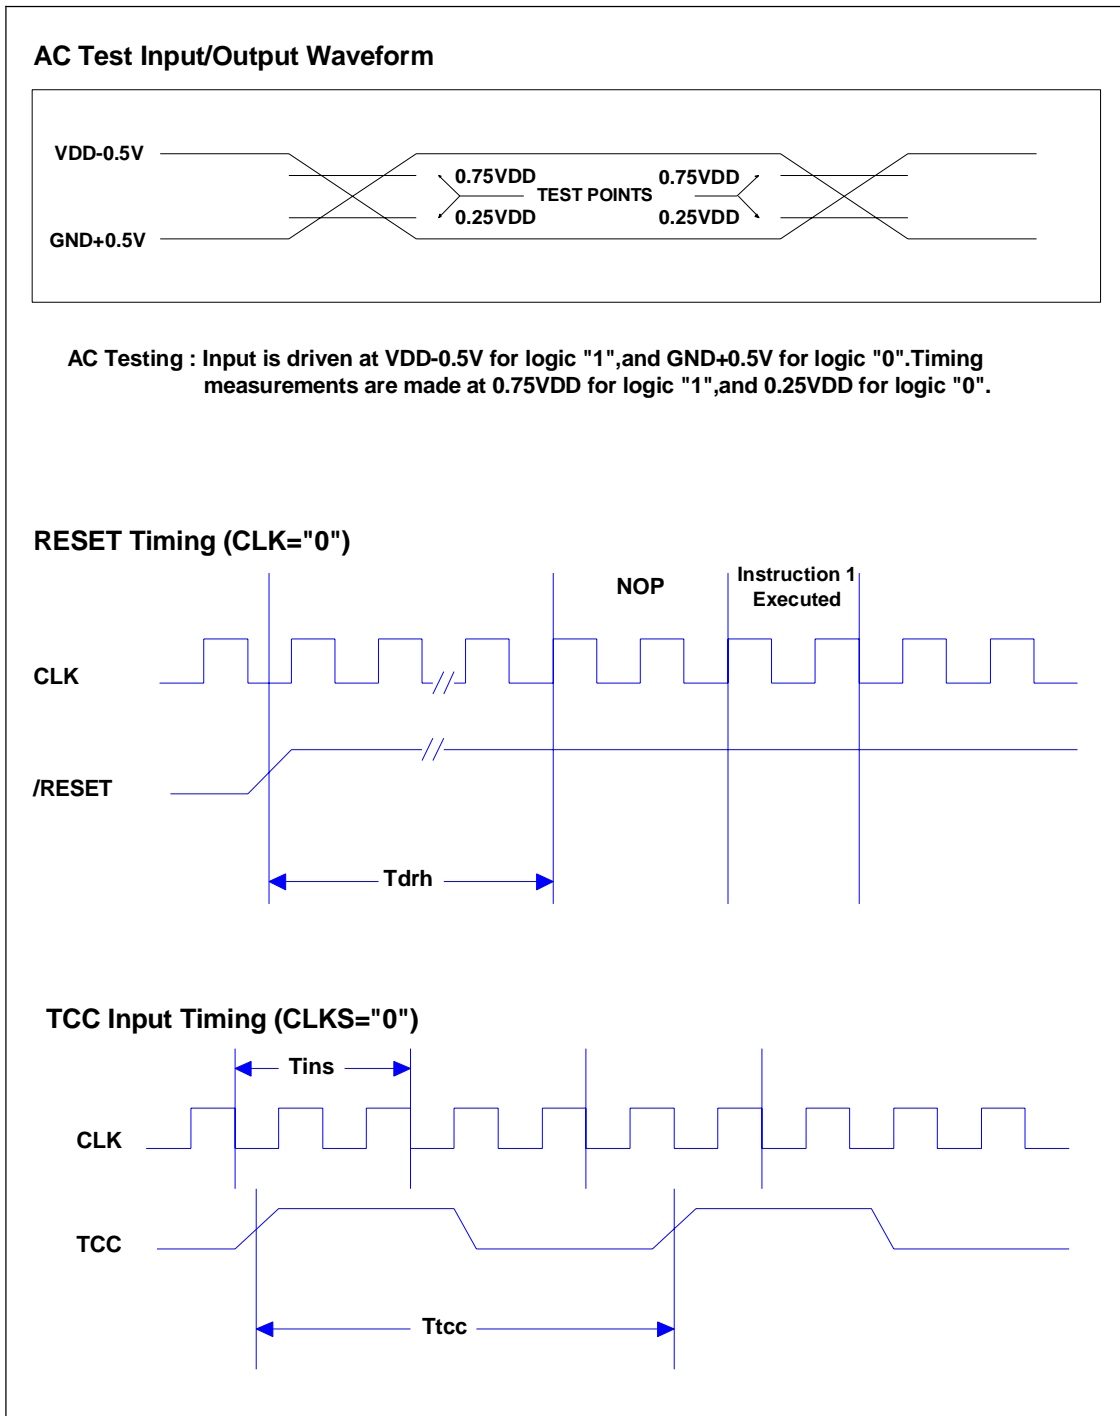 AC Test Input/Output Waveform
VDD-0.5V
GND+0.5V
0.75VDD
0.25VDD
TEST POINTS
0.75VDD
0.25VDD
AC Testing : Input is driven at VDD-0.5V for logic "1",and GND+0.5V for logic "0".Timing
measurements are made at 0.75VDD for logic "1",and 0.25VDD for logic "0".
RESET Timing (CLK="0")
NOP
Instruction 1
Executed
CLK
/RESET
Tdrh
TCC Input Timing (CLKS="0")
Tins
CLK
TCC
Ttcc